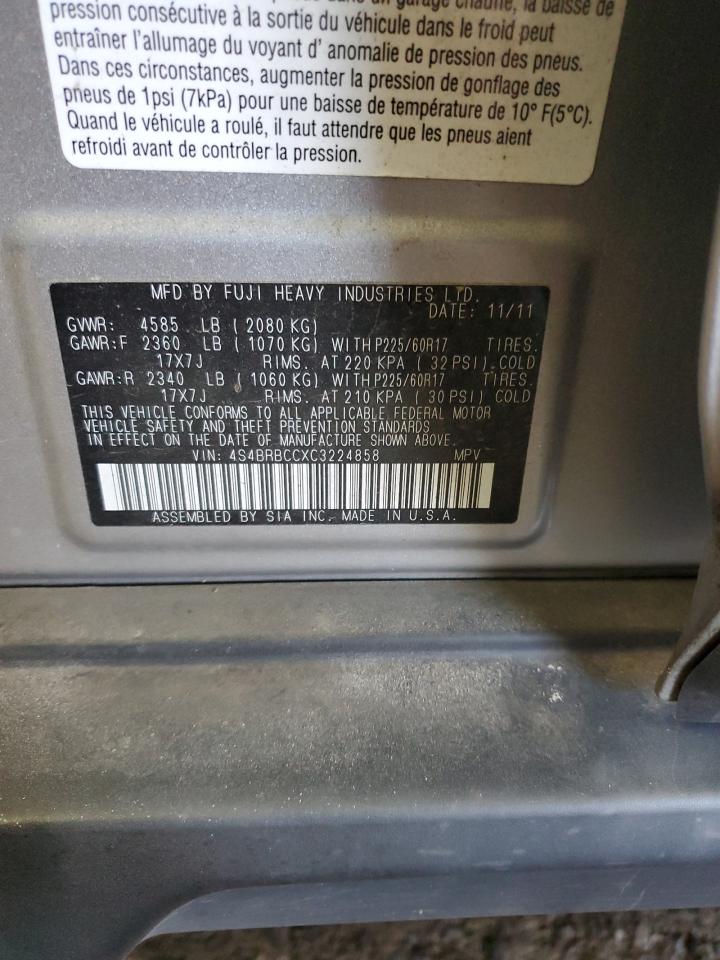 un garage chauffé, la baisse de
pression consécutive à la sortie du véhicule dans le froid peut
entraîner l'allumage du voyant d' anomalie de pression des pneus.
Dans ces circonstances, augmenter la pression de gonflage des
pneus de 1psi (7kPa) pour une baisse de température de 10° F(5°C).
Quand le véhicule a roulé, il faut attendre que les pneus aient
refroidi avant de contrôler la pression.
MFD BY FUJI HEAVY INDUSTRIES LTD.
DATE: 11/11
GVWR: 4585 LB ( 2080 KG)
GAWR:F 2360 LB ( 1070 KG) WITH P225/60R17 TIRES.
17X7J RIMS. AT 220 KPA ( 32 PSI) COLD
GAWR:R 2340 LB ( 1060 KG) WITH P225/60R17 TIRES.
17X7J RIMS. AT 210 KPA ( 30 PSI) COLD
THIS VEHICLE CONFORMS TO ALL APPLICABLE FEDERAL MOTOR
VEHICLE SAFETY AND THEFT PREVENTION STANDARDS
IN EFFECT ON THE DATE OF MANUFACTURE SHOWN ABOVE.
VIN: 4S4BRBCCXC3224858 MPV
ASSEMBLED BY SIA INC. MADE IN U.S.A.